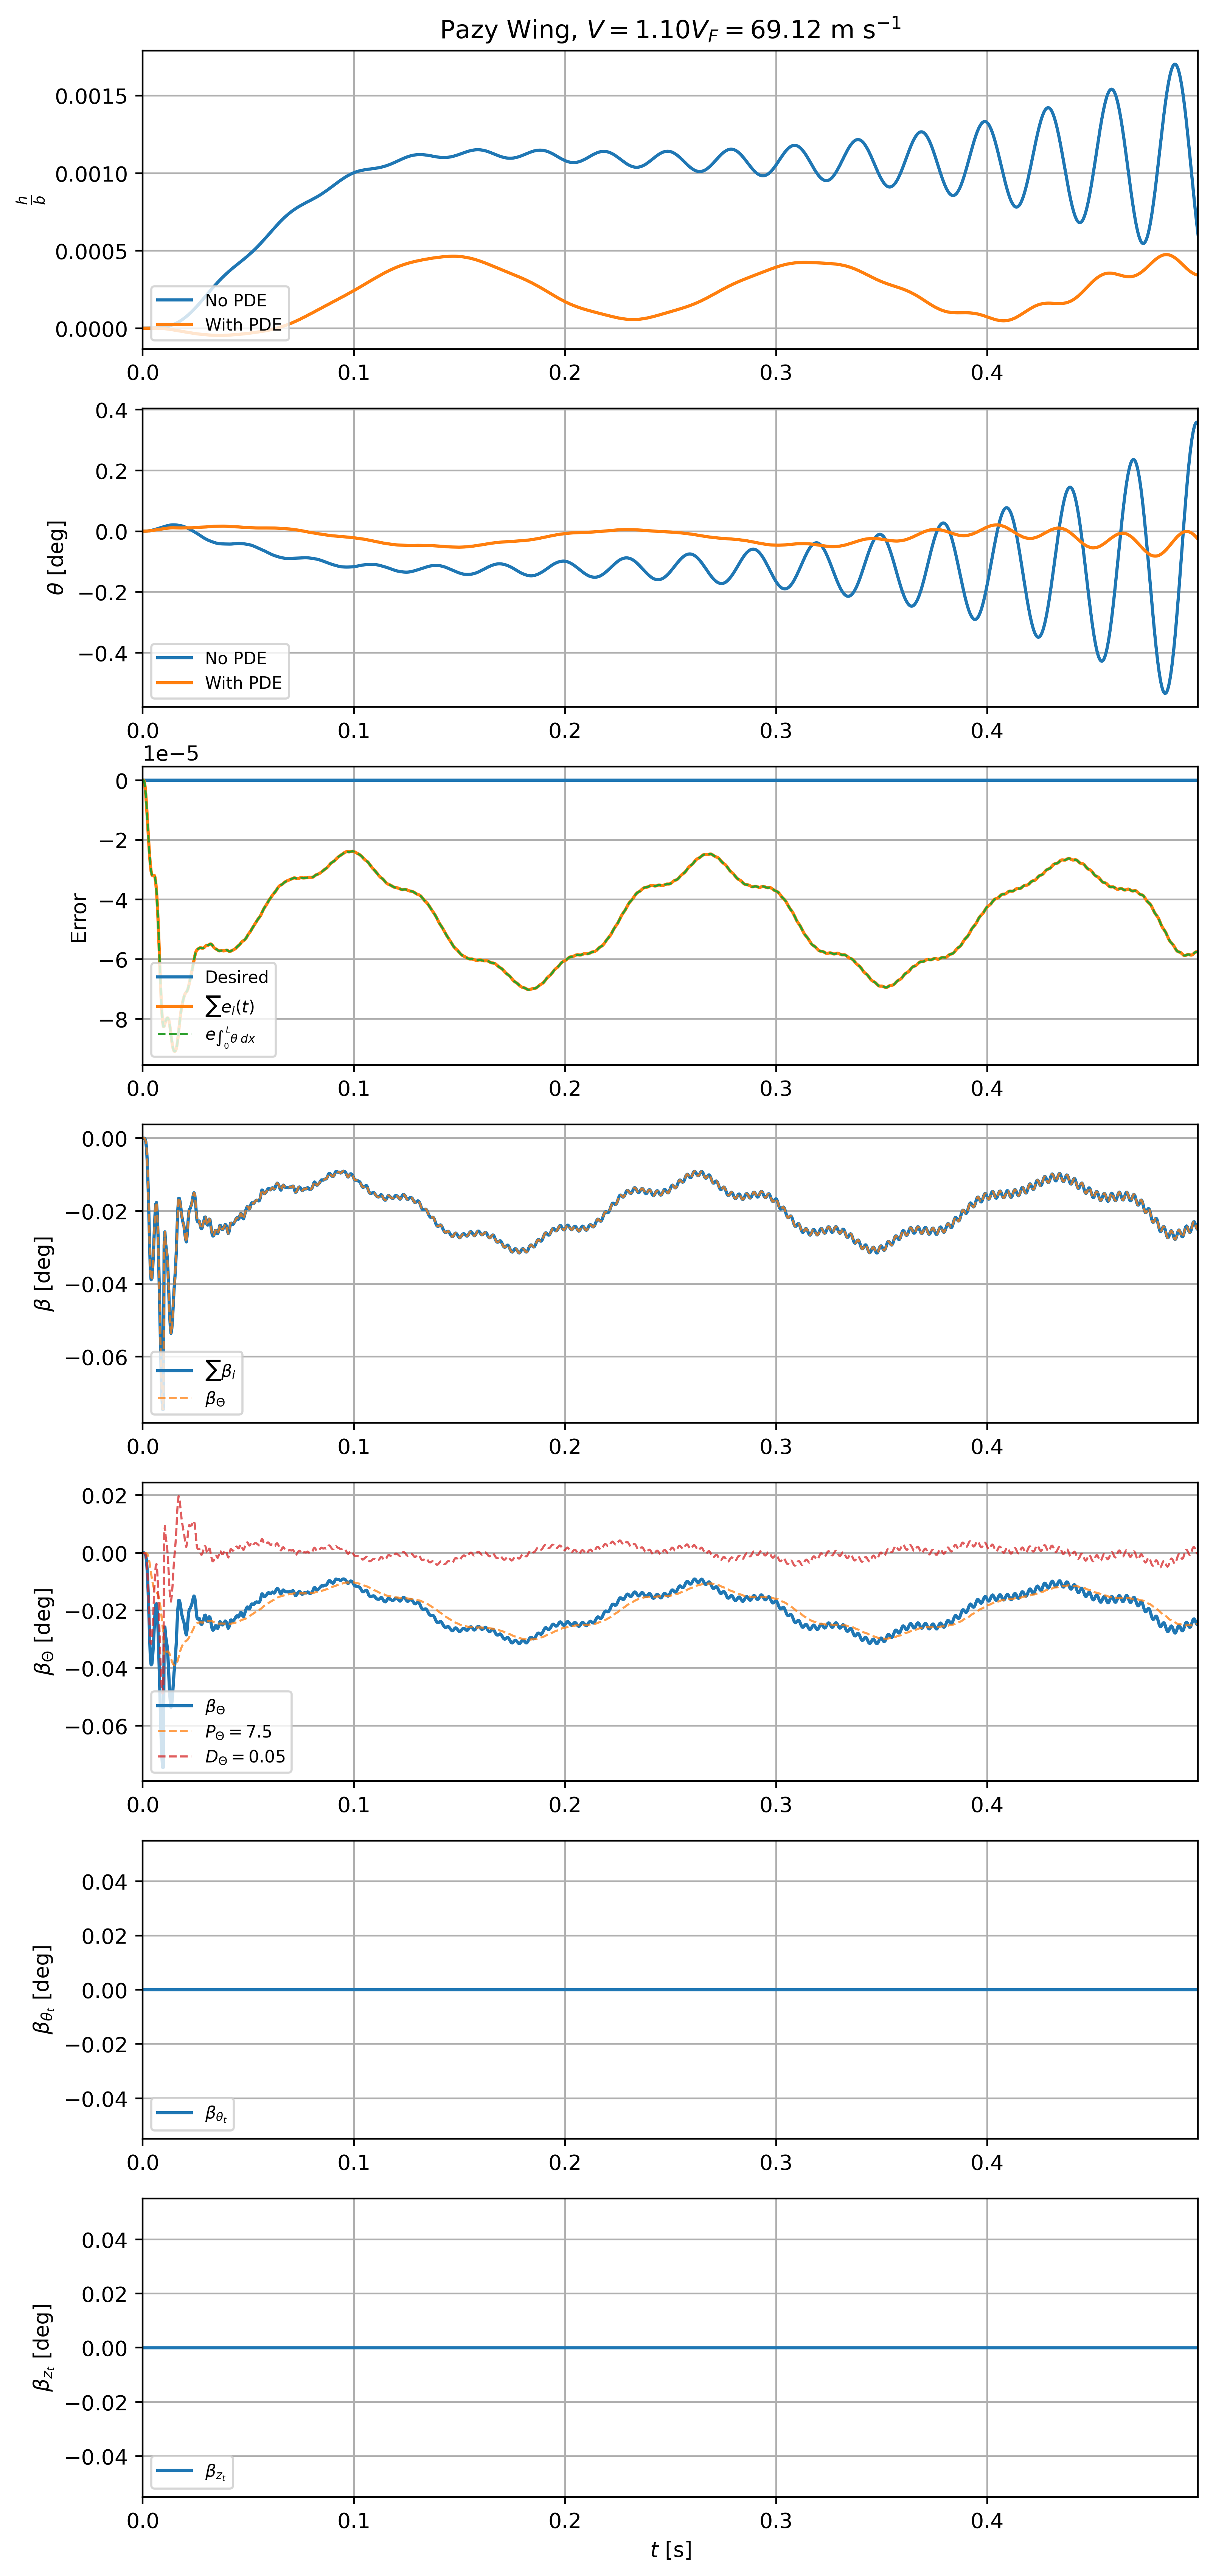 Pazy Wing, V = 1.10V_F = 69.12 m s⁻¹
h/b
0.0015
0.0010
0.0005
0.0000
No PDE
With PDE
0.0 0.1 0.2 0.3 0.4
θ [deg]
0.4
0.2
0.0
−0.2
−0.4
No PDE
With PDE
0.0 0.1 0.2 0.3 0.4
1e−5
Error
0
−2
−4
−6
−8
Desired
∑e_i(t)
e_{∫_0^L θ dx}
0.0 0.1 0.2 0.3 0.4
β [deg]
0.00
−0.02
−0.04
−0.06
∑β_i
β_Θ
0.0 0.1 0.2 0.3 0.4
β_Θ [deg]
0.02
0.00
−0.02
−0.04
−0.06
β_Θ
P_Θ = 7.5
D_Θ = 0.05
0.0 0.1 0.2 0.3 0.4
β_{θ_t} [deg]
0.04
0.02
0.00
−0.02
−0.04
β_{θ_t}
0.0 0.1 0.2 0.3 0.4
β_{z_t} [deg]
0.04
0.02
0.00
−0.02
−0.04
β_{z_t}
0.0 0.1 0.2 0.3 0.4
t [s]